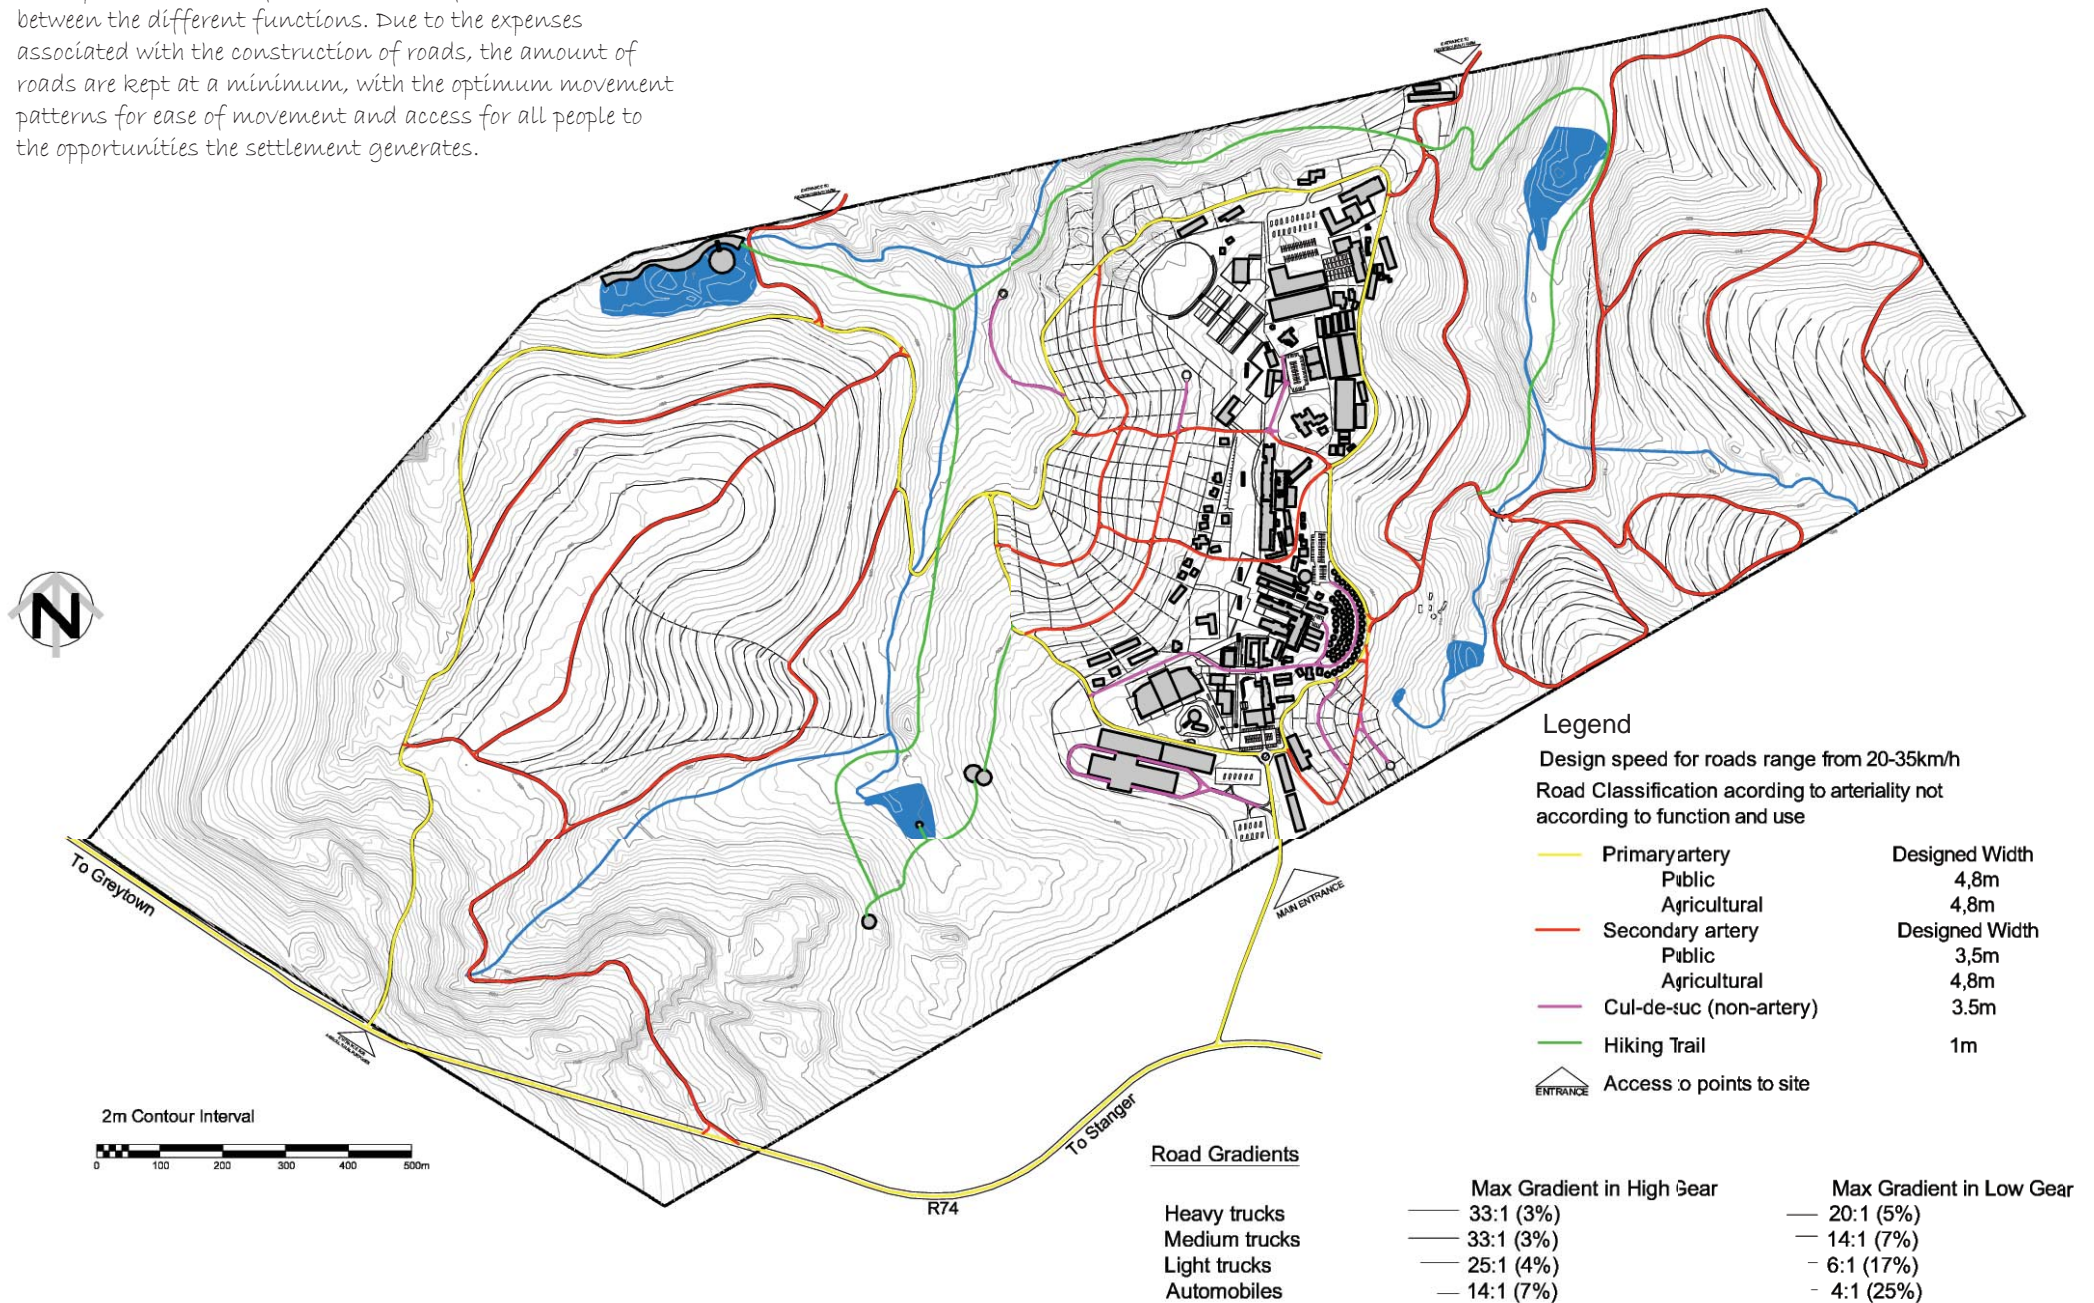 between the different functions. Due to the expenses
associated with the construction of roads, the amount of
roads are kept at a minimum, with the optimum movement
patterns for ease of movement and access for all people to
the opportunities the settlement generates.
ENTRANCE TO
ENTRANCE TO
N
To Greytown
MAIN ENTRANCE
To Stanger
R74
2m Contour Interval
0 100 200 300 400 500m
Legend
Design speed for roads range from 20-35km/h
Road Classification acording to arteriality not
according to function and use
Primary artery Designed Width
Public 4,8m
Agricultural 4,8m
Secondary artery Designed Width
Public 3,5m
Agricultural 4,8m
Cul-de-suc (non-artery) 3.5m
Hiking Trail 1m
ENTRANCE Access to points to site
Road Gradients
Max Gradient in High Gear Max Gradient in Low Gear
Heavy trucks 33:1 (3%) 20:1 (5%)
Medium trucks 33:1 (3%) 14:1 (7%)
Light trucks 25:1 (4%) 6:1 (17%)
Automobiles 14:1 (7%) 4:1 (25%)